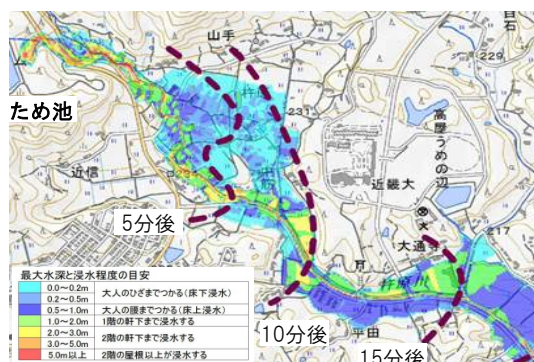 山手
白石
229
ため池
231
高屋うめの辺
近畿大
近信
217
5分後
大通寺
杵原川
最大水深と浸水程度の目安
0.0～0.2m
0.2～0.5m
大人のひざまでつかる(床下浸水)
0.5～1.0m 大人の腰までつかる(床上浸水)
1.0～2.0m 1階の軒下まで浸水する
2.0～3.0m
3.0～5.0m
2階の軒下まで浸水する
5.0m以上 2階の屋根以上が浸水する
10分後
平田
15分後